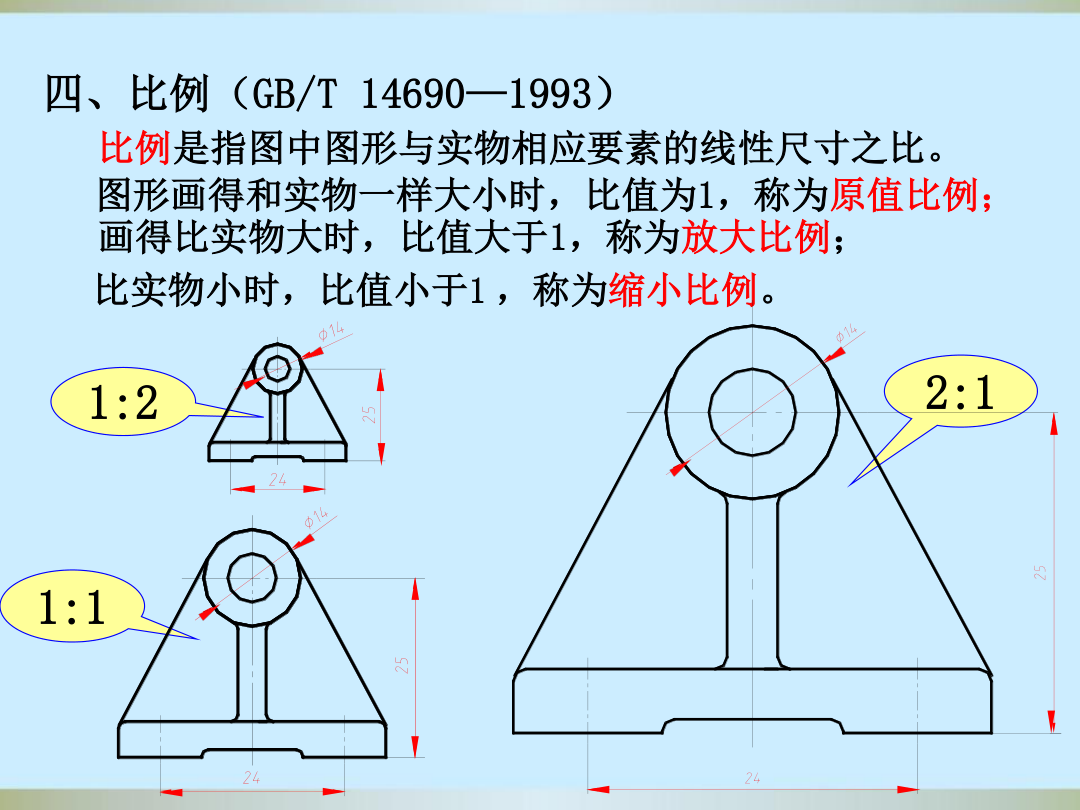 四、比例（GB/T 14690—1993）
比例是指图中图形与实物相应要素的线性尺寸之比。
图形画得和实物一样大小时，比值为1，称为原值比例；
画得比实物大时，比值大于1，称为放大比例；
比实物小时，比值小于1，称为缩小比例。
1:2
ø14
25
24
2:1
ø14
25
24
1:1
ø14
25
24